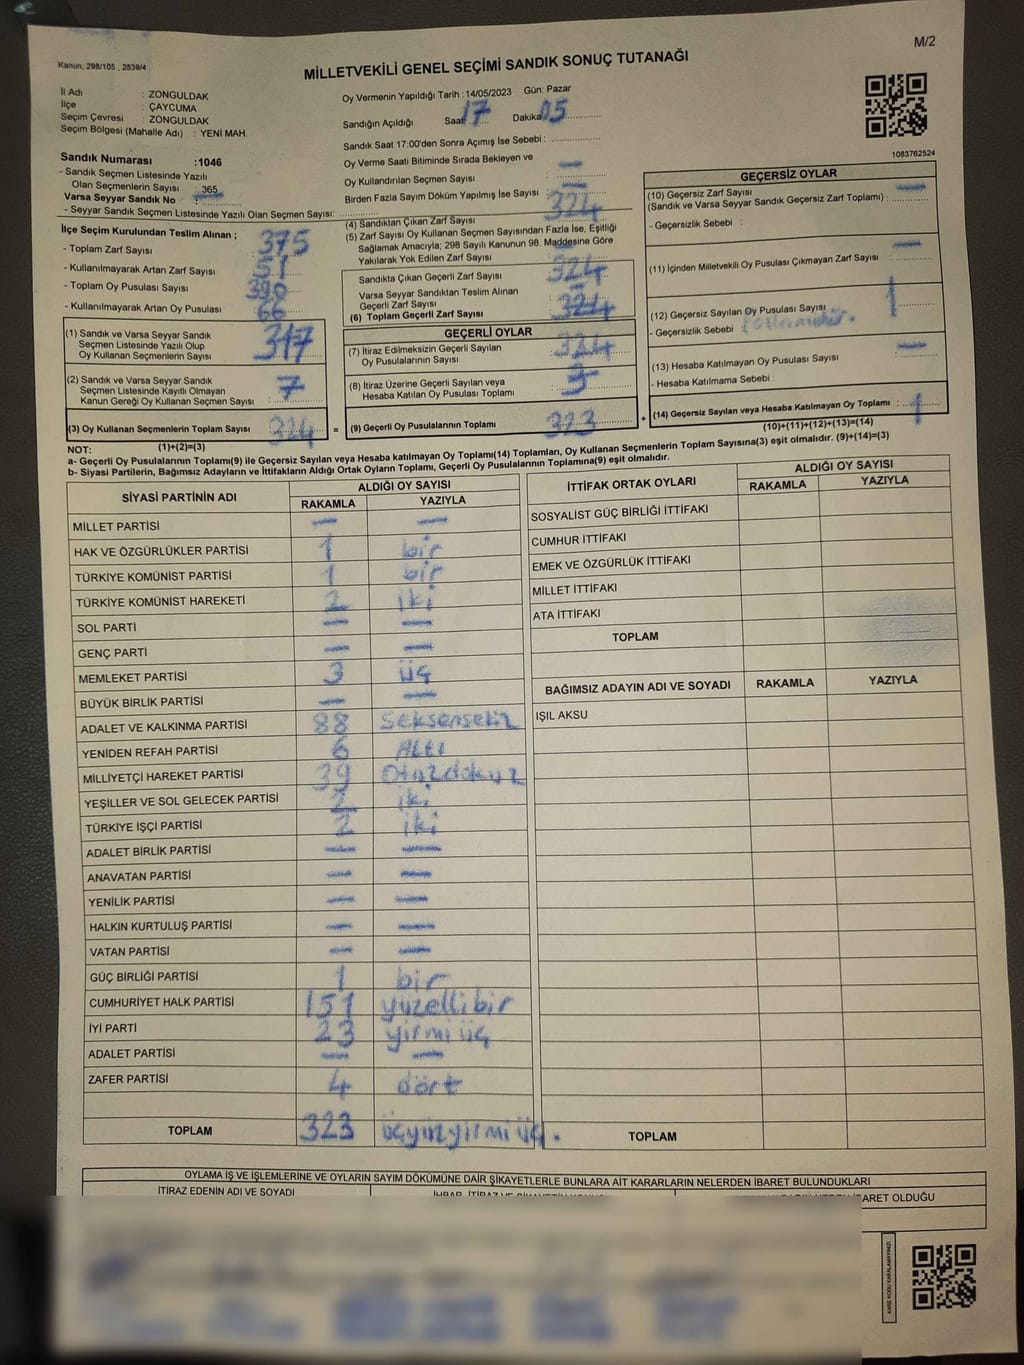 M/2
Kanun, 298/105 , 2839/4
MİLLETVEKİLİ GENEL SEÇİMİ SANDIK SONUÇ TUTANAĞI
İl Adı : ZONGULDAK
İlçe : ÇAYCUMA
Seçim Çevresi : ZONGULDAK
Seçim Bölgesi (Mahalle Adı) : YENİ MAH.
Sandık Numarası :1046
- Sandık Seçmen Listesinde Yazılı
Olan Seçmenlerin Sayısı : 365
Varsa Seyyar Sandık No : —
- Seyyar Sandık Seçmen Listesinde Yazılı Olan Seçmen Sayısı:
İlçe Seçim Kurulundan Teslim Alınan ;
- Toplam Zarf Sayısı : 375
- Kullanılmayarak Artan Zarf Sayısı : 51
- Toplam Oy Pusulası Sayısı : 390
- Kullanılmayarak Artan Oy Pusulası : 66
(1) Sandık ve Varsa Seyyar Sandık
Seçmen Listesinde Yazılı Olup
Oy Kullanan Seçmenlerin Sayısı : 317
(2) Sandık ve Varsa Seyyar Sandık
Seçmen Listesinde Kayıtlı Olmayan
Kanun Gereği Oy Kullanan Seçmen Sayısı : 7
(3) Oy Kullanan Seçmenlerin Toplam Sayısı : 324 =
(1)+(2)=(3)
Oy Vermenin Yapıldığı Tarih :14/05/2023 Gün: Pazar
Sandığın Açıldığı Saat 17 Dakika 05
Sandık Saat 17:00'den Sonra Açımış İse Sebebi :
Oy Verme Saati Bitiminde Sırada Bekleyen ve
Oy Kullandırılan Seçmen Sayısı : —
Birden Fazla Sayım Döküm Yapılmış İse Sayısı : —
(4) Sandıktan Çıkan Zarf Sayısı : 324
(5) Zarf Sayısı Oy Kullanan Seçmen Sayısından Fazla İse, Eşitliği
Sağlamak Amacıyla; 298 Sayılı Kanunun 98. Maddesine Göre
Yakılarak Yok Edilen Zarf Sayısı : —
Sandıkta Çıkan Geçerli Zarf Sayısı : 324
Varsa Seyyar Sandıktan Teslim Alınan
Geçerli Zarf Sayısı : —
(6) Toplam Geçerli Zarf Sayısı : 324
GEÇERLİ OYLAR
(7) İtiraz Edilmeksizin Geçerli Sayılan
Oy Pusulalarının Sayısı :
(8) İtiraz Üzerine Geçerli Sayılan veya
Hesaba Katılan Oy Pusulası Toplamı :
(9) Geçerli Oy Pusulalarının Toplamı : 323 +
1083762524
GEÇERSİZ OYLAR
(10) Geçersiz Zarf Sayısı
(Sandık ve Varsa Seyyar Sandık Geçersiz Zarf Toplamı) : —
- Geçersizlik Sebebi :
(11) İçinden Milletvekili Oy Pusulası Çıkmayan Zarf Sayısı : —
(12) Geçersiz Sayılan Oy Pusulası Sayısı : 1
- Geçersizlik Sebebi
(13) Hesaba Katılmayan Oy Pusulası Sayısı : —
- Hesaba Katılmama Sebebi :
(14) Geçersiz Sayılan veya Hesaba Katılmayan Oy Toplamı : 1
(10)+(11)+(12)+(13)=(14)
NOT:
a- Geçerli Oy Pusulalarının Toplamı(9) ile Geçersiz Sayılan veya Hesaba katılmayan Oy Toplamı(14) Toplamları, Oy Kullanan Seçmenlerin Toplam Sayısına(3) eşit olmalıdır. (9)+(14)=(3)
b- Siyasi Partilerin, Bağımsız Adayların ve İttifakların Aldığı Ortak Oyların Toplamı, Geçerli Oy Pusulalarının Toplamına(9) eşit olmalıdır.
SİYASİ PARTİNİN ADI ALDIĞI OY SAYISI
RAKAMLA YAZIYLA
MİLLET PARTİSİ — —
HAK VE ÖZGÜRLÜKLER PARTİSİ 1 bir
TÜRKİYE KOMÜNİST PARTİSİ 1 bir
TÜRKİYE KOMÜNİST HAREKETİ 2 iki
SOL PARTİ — —
GENÇ PARTİ — —
MEMLEKET PARTİSİ 3 üç
BÜYÜK BİRLİK PARTİSİ — —
ADALET VE KALKINMA PARTİSİ 88 Seksensekiz
YENİDEN REFAH PARTİSİ 6 Altı
MİLLİYETÇİ HAREKET PARTİSİ 39 Otuzdokuz
YEŞİLLER VE SOL GELECEK PARTİSİ 2 iki
TÜRKİYE İŞÇİ PARTİSİ 2 iki
ADALET BİRLİK PARTİSİ — —
ANAVATAN PARTİSİ — —
YENİLİK PARTİSİ — —
HALKIN KURTULUŞ PARTİSİ — —
VATAN PARTİSİ — —
GÜÇ BİRLİĞİ PARTİSİ 1 bir
CUMHURİYET HALK PARTİSİ 151 yüzellibir
İYİ PARTİ 23 yirmiüç
ADALET PARTİSİ — —
ZAFER PARTİSİ 4 dört
TOPLAM 323 üçyüzyirmiüç.
İTTİFAK ORTAK OYLARI ALDIĞI OY SAYISI
RAKAMLA YAZIYLA
SOSYALİST GÜÇ BİRLİĞİ İTTİFAKI
CUMHUR İTTİFAKI
EMEK VE ÖZGÜRLÜK İTTİFAKI
MİLLET İTTİFAKI
ATA İTTİFAKI
TOPLAM
BAĞIMSIZ ADAYIN ADI VE SOYADI RAKAMLA YAZIYLA
IŞIL AKSU
TOPLAM
OYLAMA İŞ VE İŞLEMLERİNE VE OYLARIN SAYIM DÖKÜMÜNE DAİR ŞİKAYETLERLE BUNLARA AİT KARARLARIN NELERDEN İBARET BULUNDUKLARI
İTİRAZ EDENİN ADI VE SOYADI
İBARET OLDUĞU
KARE KODU KARALAMAYINIZ!